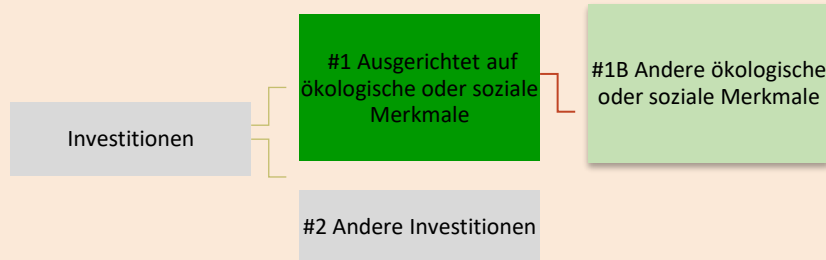 Investitionen
#1 Ausgerichtet auf
ökologische oder soziale
Merkmale
#2 Andere Investitionen
#1B Andere ökologische
oder soziale Merkmale